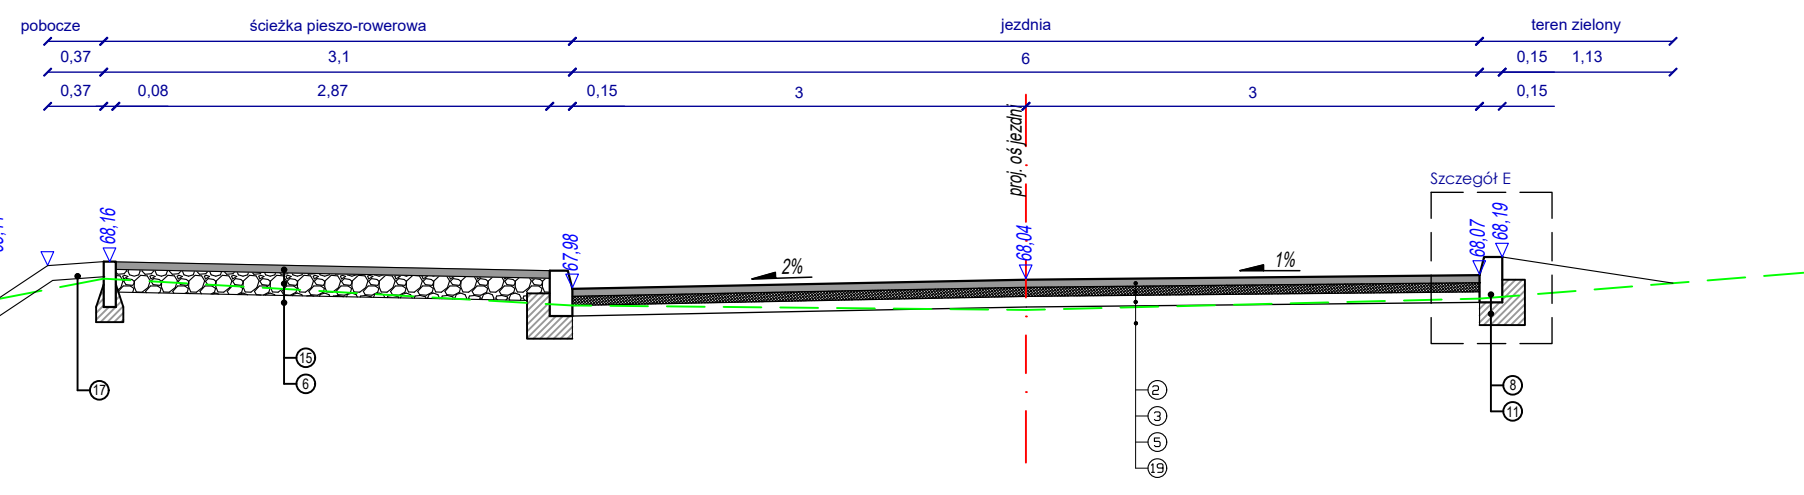 pobocze ścieżka pieszo-rowerowa jezdnia teren zielony
0,37 3,1 6 0,15 1,13
0,37 0,08 2,87 0,15 3 3 0,15
proj. oś jezdni
Szczegół E
68,16 67,98 68,04 68,07 68,19
2% 1%
15
6
17
2
3
5
19
8
11